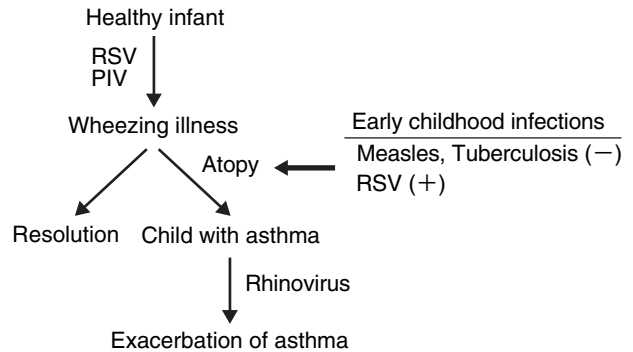 Healthy infant
RSV
PIV
Wheezing illness
Early childhood infections
Measles, Tuberculosis (−)
RSV (+)
Atopy
Resolution
Child with asthma
Rhinovirus
Exacerbation of asthma